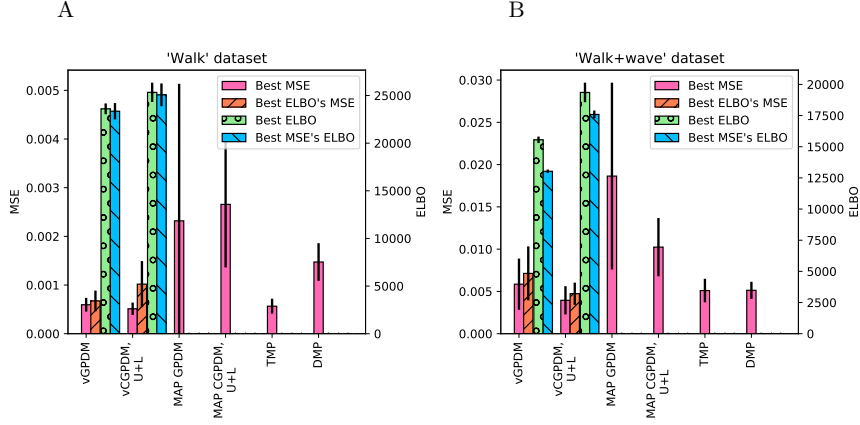 A
B
'Walk' dataset
Best MSE
Best ELBO's MSE
Best ELBO
Best MSE's ELBO
MSE
0.005
0.004
0.003
0.002
0.001
0.000
25000
20000
15000
10000
5000
0
ELBO
vGPDM
vCGPDM,
U+L
MAP GPDM
MAP CGPDM,
U+L
TMP
DMP
'Walk+wave' dataset
Best MSE
Best ELBO's MSE
Best ELBO
Best MSE's ELBO
MSE
0.030
0.025
0.020
0.015
0.010
0.005
0.000
20000
17500
15000
12500
10000
7500
5000
2500
0
ELBO
vGPDM
vCGPDM,
U+L
MAP GPDM
MAP CGPDM,
U+L
TMP
DMP